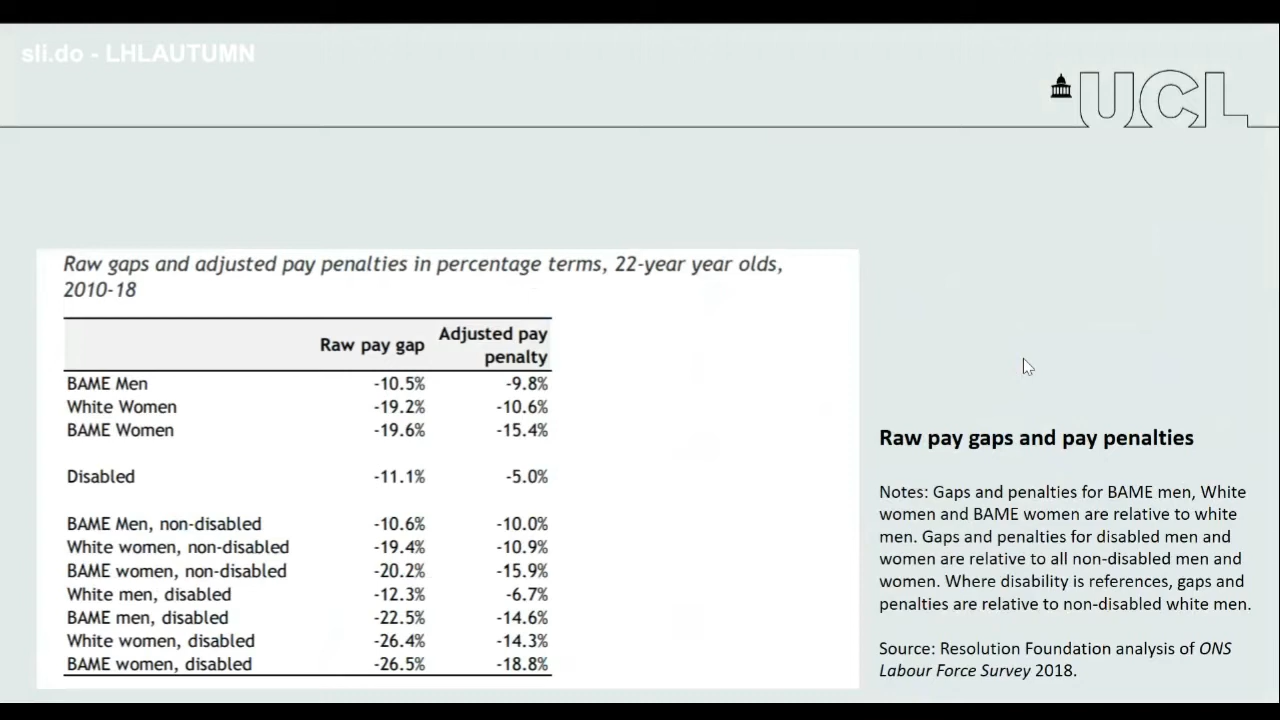 sli.do - LHLAUTUMN
UCL
Raw gaps and adjusted pay penalties in percentage terms, 22-year year olds,
2010-18
Raw pay gap Adjusted pay penalty
BAME Men -10.5% -9.8%
White Women -19.2% -10.6%
BAME Women -19.6% -15.4%
Disabled -11.1% -5.0%
BAME Men, non-disabled -10.6% -10.0%
White women, non-disabled -19.4% -10.9%
BAME women, non-disabled -20.2% -15.9%
White men, disabled -12.3% -6.7%
BAME men, disabled -22.5% -14.6%
White women, disabled -26.4% -14.3%
BAME women, disabled -26.5% -18.8%
Raw pay gaps and pay penalties
Notes: Gaps and penalties for BAME men, White
women and BAME women are relative to white
men. Gaps and penalties for disabled men and
women are relative to all non-disabled men and
women. Where disability is references, gaps and
penalties are relative to non-disabled white men.
Source: Resolution Foundation analysis of ONS
Labour Force Survey 2018.